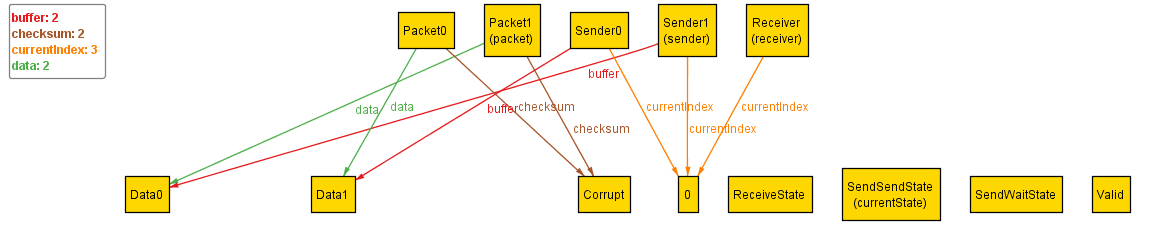 buffer: 2
checksum: 2
currentIndex: 3
data: 2
Packet0
Packet1
(packet)
Sender0
Sender1
(sender)
Receiver
(receiver)
buffer
data
data
buffer
checksum
currentIndex
currentIndex
checksum
currentIndex
Data0
Data1
Corrupt
0
ReceiveState
SendSendState
(currentState)
SendWaitState
Valid